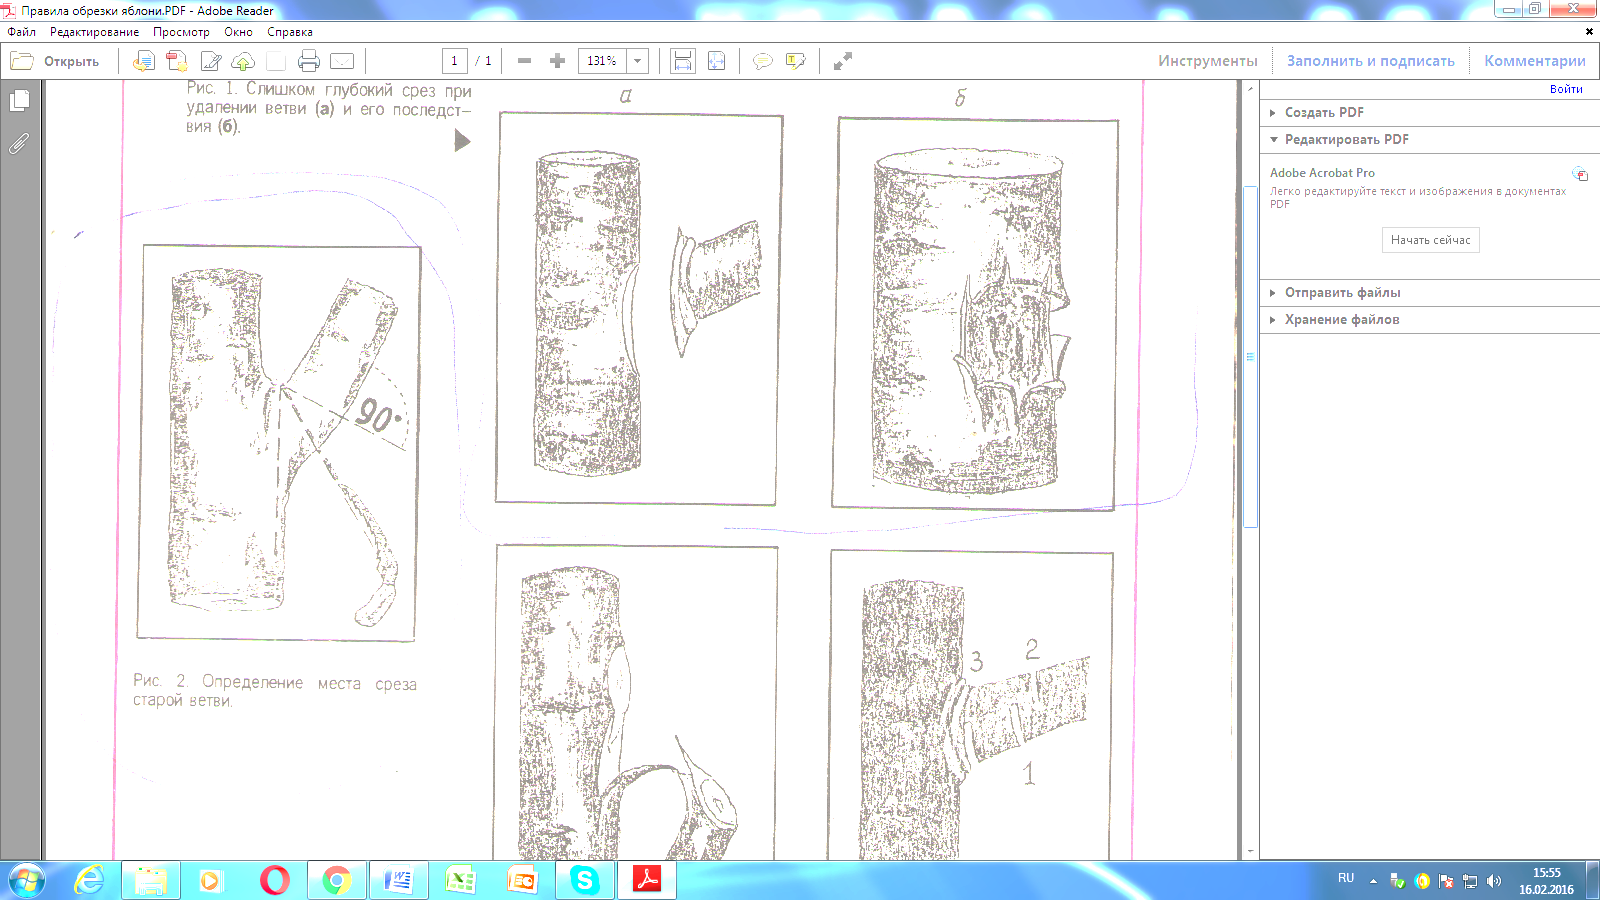 Правила обрезки яблони.PDF - Adobe Reader
Файл Редактирование Просмотр Окно Справка
Открыть
1 / 1
131%
Инструменты
Заполнить и подписать
Комментарии
Войти
Создать PDF
Редактировать PDF
Adobe Acrobat Pro
Легко редактируйте текст и изображения в документах
PDF
Начать сейчас
Отправить файлы
Хранение файлов
Рис. 1. Слишком глубокий срез при
удалении ветви (а) и его последст-
вия (б).
а
б
90°
Рис. 2. Определение места среза
старой ветви.
3
2
1
RU
15:55
16.02.2016